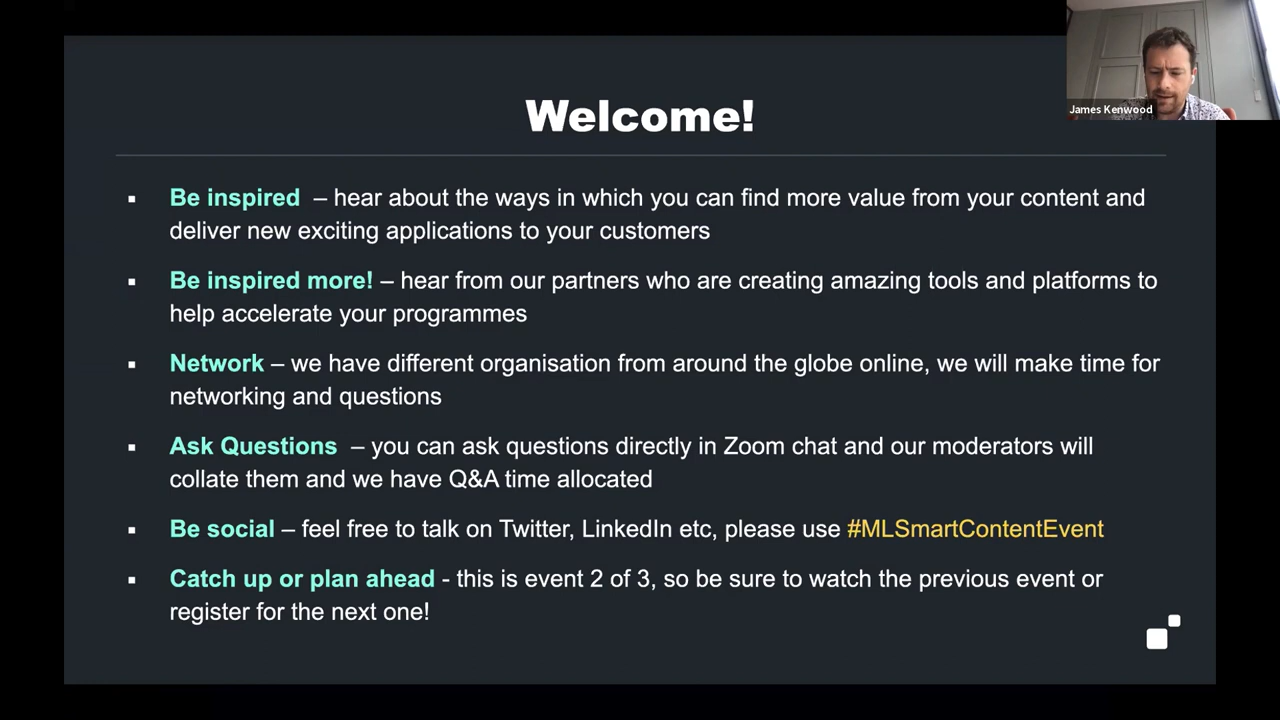 Welcome!
James Kenwood
▪ Be inspired – hear about the ways in which you can find more value from your content and
deliver new exciting applications to your customers
▪ Be inspired more! – hear from our partners who are creating amazing tools and platforms to
help accelerate your programmes
▪ Network – we have different organisation from around the globe online, we will make time for
networking and questions
▪ Ask Questions – you can ask questions directly in Zoom chat and our moderators will
collate them and we have Q&A time allocated
▪ Be social – feel free to talk on Twitter, LinkedIn etc, please use #MLSmartContentEvent
▪ Catch up or plan ahead - this is event 2 of 3, so be sure to watch the previous event or
register for the next one!